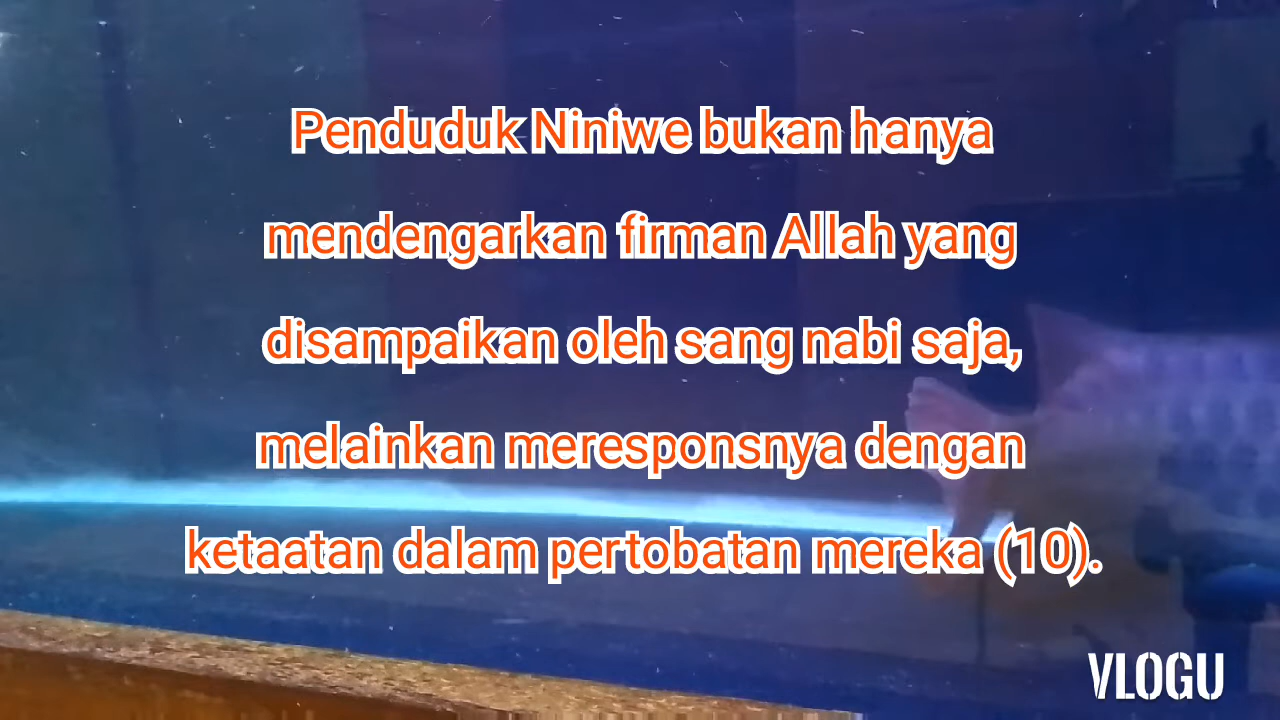 Penduduk Niniwe bukan hanya
mendengarkan firman Allah yang
disampaikan oleh sang nabi saja,
melainkan meresponsnya dengan
ketaatan dalam pertobatan mereka (10).
VLOGU